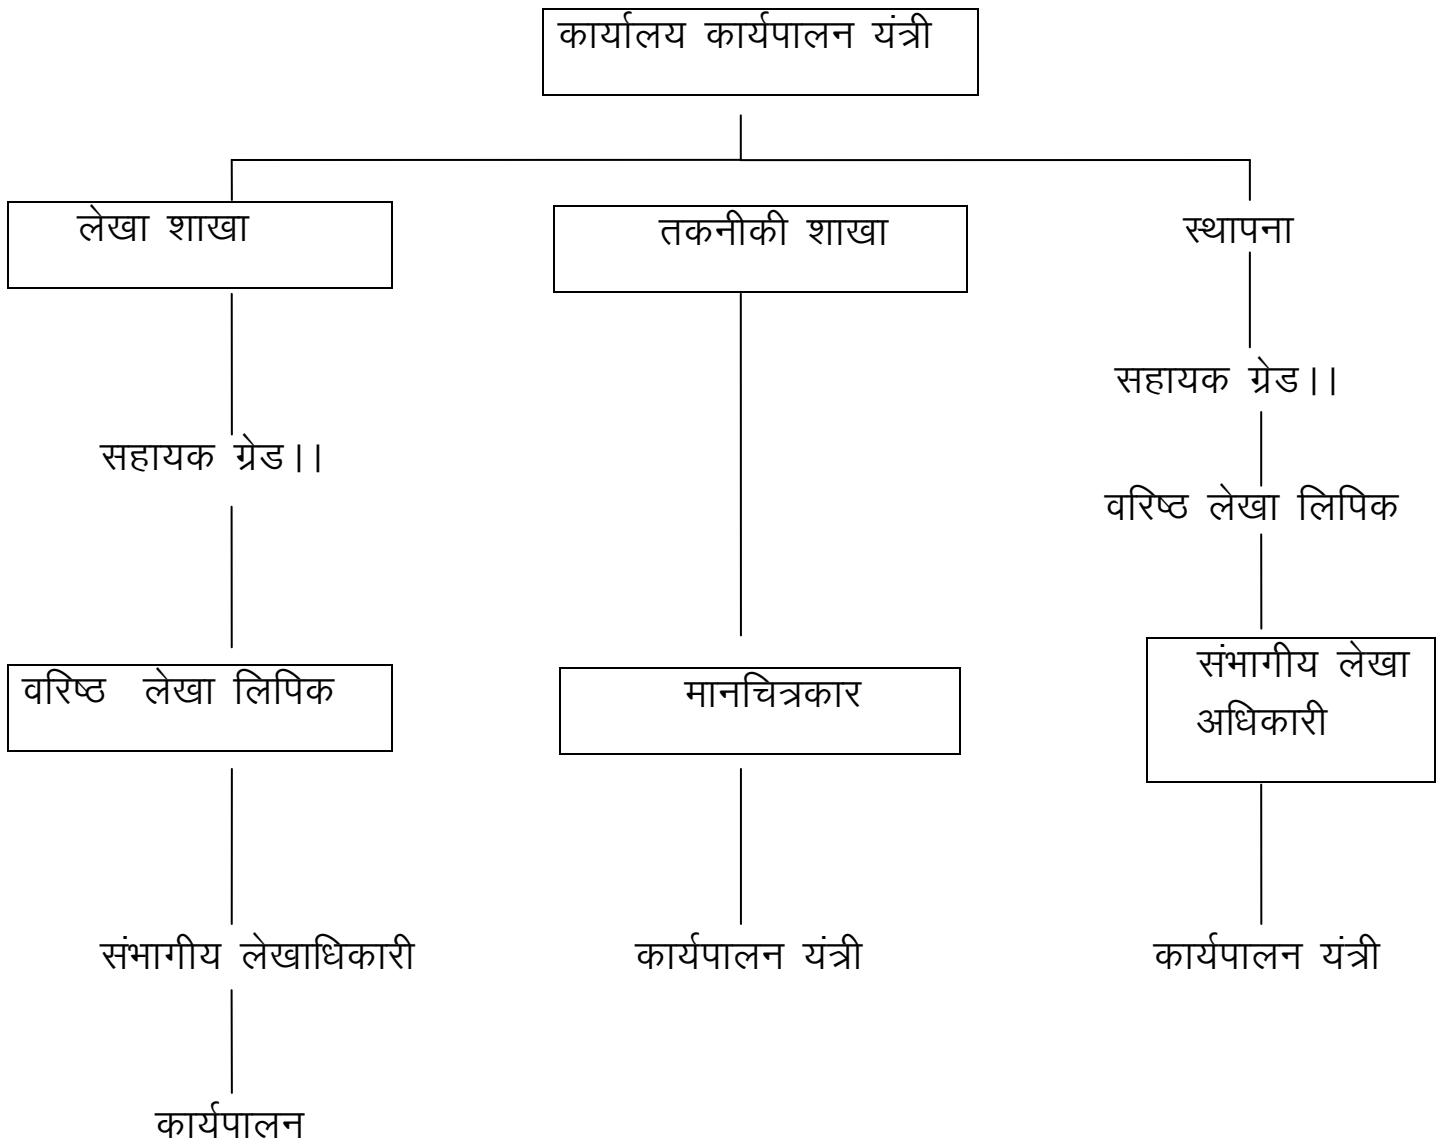 कार्यालय कार्यपालन यंत्री
लेखा शाखा
तकनीकी शाखा
स्थापना
सहायक ग्रेड।।
सहायक ग्रेड।।
वरिष्ठ लेखा लिपिक
वरिष्ठ लेखा लिपिक
मानचित्रकार
संभागीय लेखा
अधिकारी
संभागीय लेखाधिकारी
कार्यपालन यंत्री
कार्यपालन यंत्री
कार्यपालन